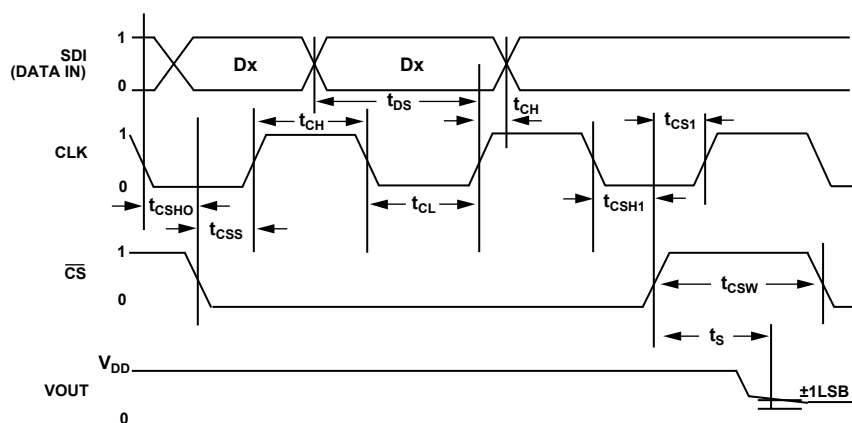 SDI
(DATA IN)
1
0
Dx
Dx
tDS
tCH
tCH
tCS1
CLK
1
0
tCSHO
tCSS
tCL
tCSH1
CS
1
0
tCSW
tS
VDD
VOUT
0
±1LSB